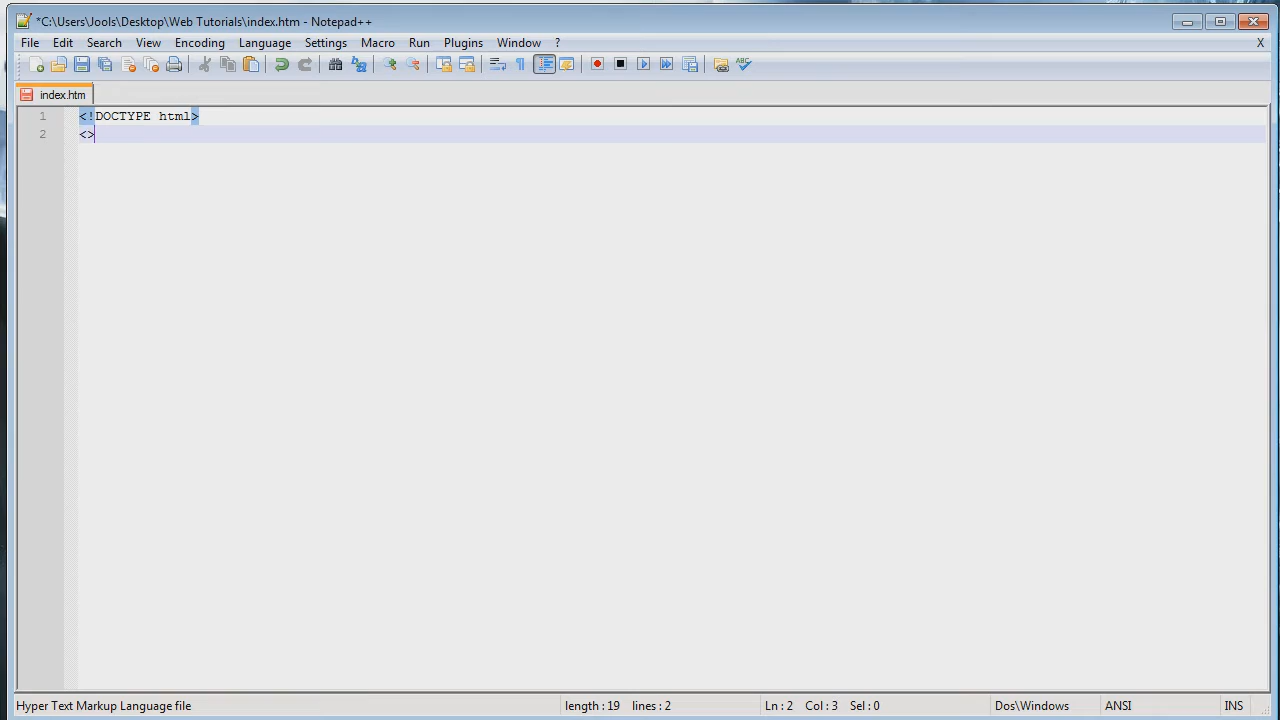 *C:\Users\Jools\Desktop\Web Tutorials\index.htm - Notepad++
File Edit Search View Encoding Language Settings Macro Run Plugins Window ? X
index.htm
1 <!DOCTYPE html>
2 <>
Hyper Text Markup Language file length : 19 lines : 2 Ln : 2 Col : 3 Sel : 0 Dos\Windows ANSI INS